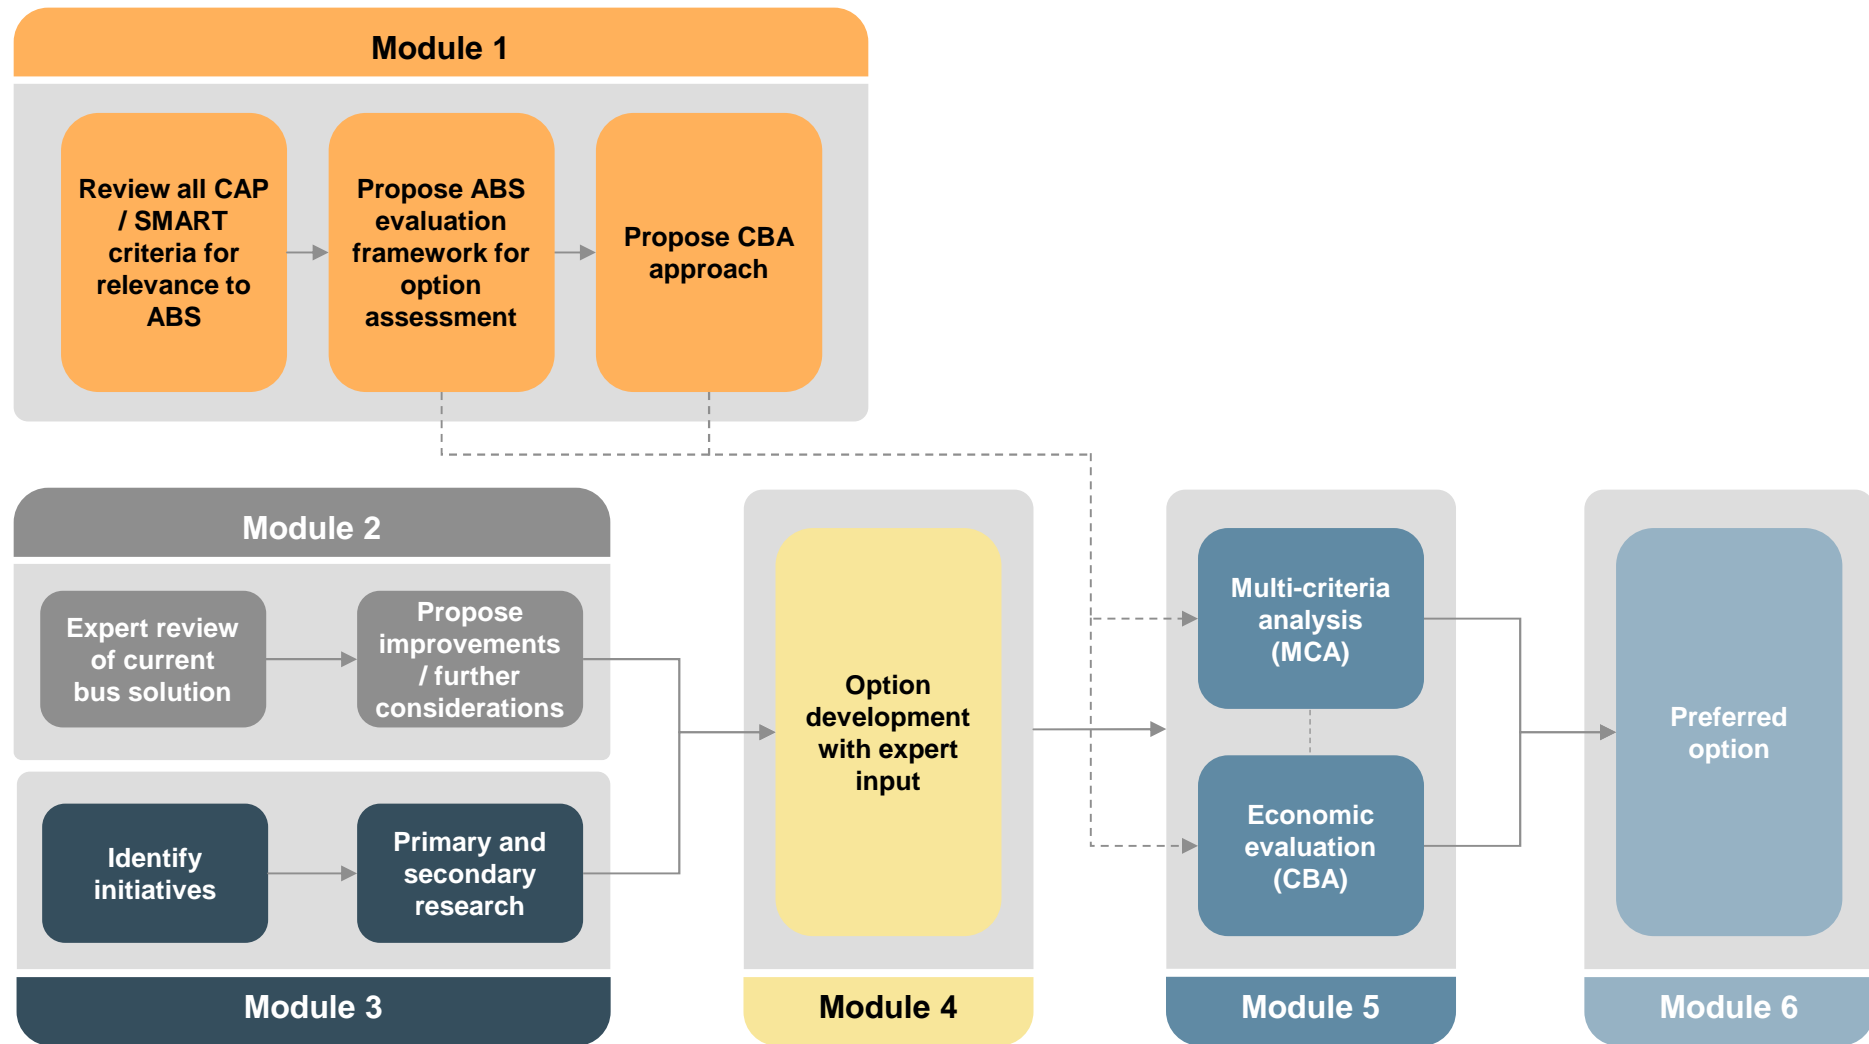 Module 1
Review all CAP
/ SMART
criteria for
relevance to
ABS
Propose ABS
evaluation
framework for
option
assessment
Propose CBA
approach
Module 2
Expert review
of current
bus solution
Propose
improvements
/ further
considerations
Identify
initiatives
Primary and
secondary
research
Module 3
Option
development
with expert
input
Module 4
Multi-criteria
analysis
(MCA)
Economic
evaluation
(CBA)
Module 5
Preferred
option
Module 6